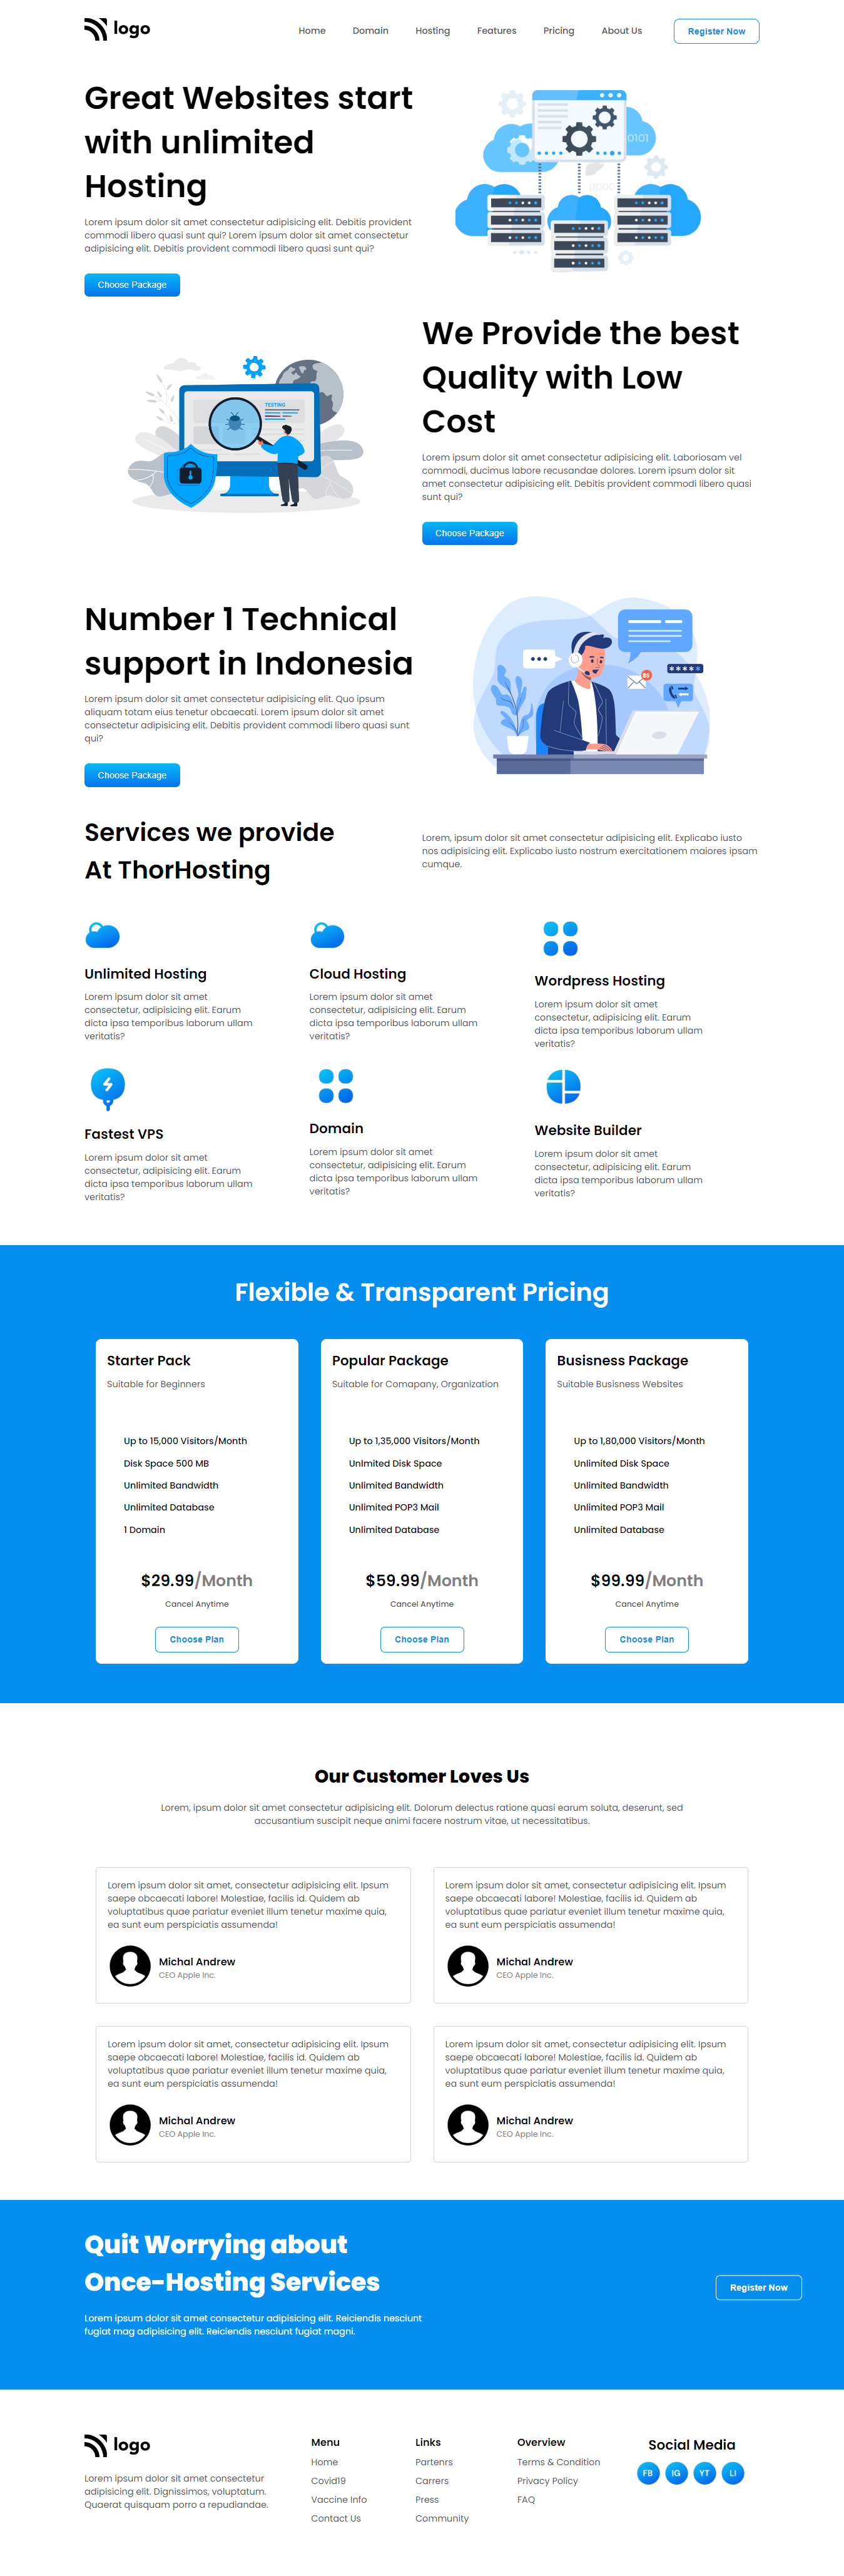 logo
Home Domain Hosting Features Pricing About Us Register Now
Great Websites start
with unlimited
Hosting
Lorem ipsum dolor sit amet consectetur adipisicing elit. Debitis provident
commodi libero quasi sunt qui? Lorem ipsum dolor sit amet consectetur
adipisicing elit. Debitis provident commodi libero quasi sunt qui?
Choose Package
0101
0000
We Provide the best
Quality with Low
Cost
Lorem ipsum dolor sit amet consectetur adipisicing elit. Laboriosam vel
commodi, ducimus labore recusandae dolores. Lorem ipsum dolor sit
amet consectetur adipisicing elit. Debitis provident commodi libero quasi
sunt qui?
Choose Package
TESTING
Number 1 Technical
support in Indonesia
Lorem ipsum dolor sit amet consectetur adipisicing elit. Quo ipsum
aliquam totam eius tenetur obcaecati. Lorem ipsum dolor sit amet
consectetur adipisicing elit. Debitis provident commodi libero quasi sunt
qui?
Choose Package
Services we provide
At ThorHosting
Lorem, ipsum dolor sit amet consectetur adipisicing elit. Explicabo iusto
nos adipisicing elit. Explicabo iusto nostrum exercitationem maiores ipsam
cumque.
Unlimited Hosting
Lorem ipsum dolor sit amet
consectetur, adipisicing elit. Earum
dicta ipsa temporibus laborum ullam
veritatis?
Cloud Hosting
Lorem ipsum dolor sit amet
consectetur, adipisicing elit. Earum
dicta ipsa temporibus laborum ullam
veritatis?
Wordpress Hosting
Lorem ipsum dolor sit amet
consectetur, adipisicing elit. Earum
dicta ipsa temporibus laborum ullam
veritatis?
Fastest VPS
Lorem ipsum dolor sit amet
consectetur, adipisicing elit. Earum
dicta ipsa temporibus laborum ullam
veritatis?
Domain
Lorem ipsum dolor sit amet
consectetur, adipisicing elit. Earum
dicta ipsa temporibus laborum ullam
veritatis?
Website Builder
Lorem ipsum dolor sit amet
consectetur, adipisicing elit. Earum
dicta ipsa temporibus laborum ullam
veritatis?
Flexible & Transparent Pricing
Starter Pack
Suitable for Beginners
Up to 15,000 Visitors/Month
Disk Space 500 MB
Unlimited Bandwidth
Unlimited Database
1 Domain
$29.99/Month
Cancel Anytime
Choose Plan
Popular Package
Suitable for Comapany, Organization
Up to 1,35,000 Visitors/Month
Unlmited Disk Space
Unlimited Bandwidth
Unlimited POP3 Mail
Unlimited Database
$59.99/Month
Cancel Anytime
Choose Plan
Busisness Package
Suitable Busisness Websites
Up to 1,80,000 Visitors/Month
Unlimited Disk Space
Unlimited Bandwidth
Unlimited POP3 Mail
Unlimited Database
$99.99/Month
Cancel Anytime
Choose Plan
Our Customer Loves Us
Lorem, ipsum dolor sit amet consectetur adipisicing elit. Dolorum delectus ratione quasi earum soluta, deserunt, sed
accusantium suscipit neque animi facere nostrum vitae, ut necessitatibus.
Lorem ipsum dolor sit amet, consectetur adipisicing elit. Ipsum
saepe obcaecati labore! Molestiae, facilis id. Quidem ab
voluptatibus quae pariatur eveniet illum tenetur maxime quia,
ea sunt eum perspiciatis assumenda!
Michal Andrew
CEO Apple Inc.
Lorem ipsum dolor sit amet, consectetur adipisicing elit. Ipsum
saepe obcaecati labore! Molestiae, facilis id. Quidem ab
voluptatibus quae pariatur eveniet illum tenetur maxime quia,
ea sunt eum perspiciatis assumenda!
Michal Andrew
CEO Apple Inc.
Lorem ipsum dolor sit amet, consectetur adipisicing elit. Ipsum
saepe obcaecati labore! Molestiae, facilis id. Quidem ab
voluptatibus quae pariatur eveniet illum tenetur maxime quia,
ea sunt eum perspiciatis assumenda!
Michal Andrew
CEO Apple Inc.
Lorem ipsum dolor sit amet, consectetur adipisicing elit. Ipsum
saepe obcaecati labore! Molestiae, facilis id. Quidem ab
voluptatibus quae pariatur eveniet illum tenetur maxime quia,
ea sunt eum perspiciatis assumenda!
Michal Andrew
CEO Apple Inc.
Quit Worrying about
Once-Hosting Services
Lorem ipsum dolor sit amet consectetur adipisicing elit. Reiciendis nesciunt
fugiat mag adipisicing elit. Reiciendis nesciunt fugiat magni.
Register Now
logo
Lorem ipsum dolor sit amet consectetur
adipisicing elit. Dignissimos, voluptatum.
Quaerat quisquam porro a repudiandae.
Menu
Home
Covid19
Vaccine Info
Contact Us
Links
Partenrs
Carrers
Press
Community
Overview
Terms & Condition
Privacy Policy
FAQ
Social Media
FB IG YT LI